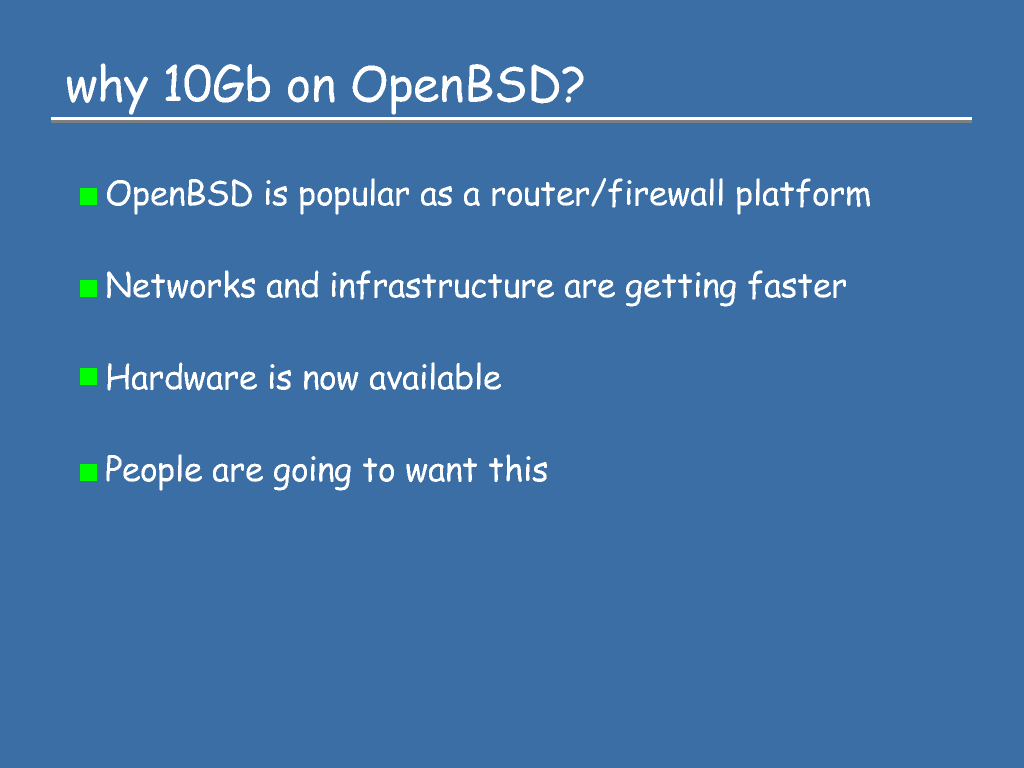 why 10Gb on OpenBSD?
OpenBSD is popular as a router/firewall platform
Networks and infrastructure are getting faster
Hardware is now available
People are going to want this